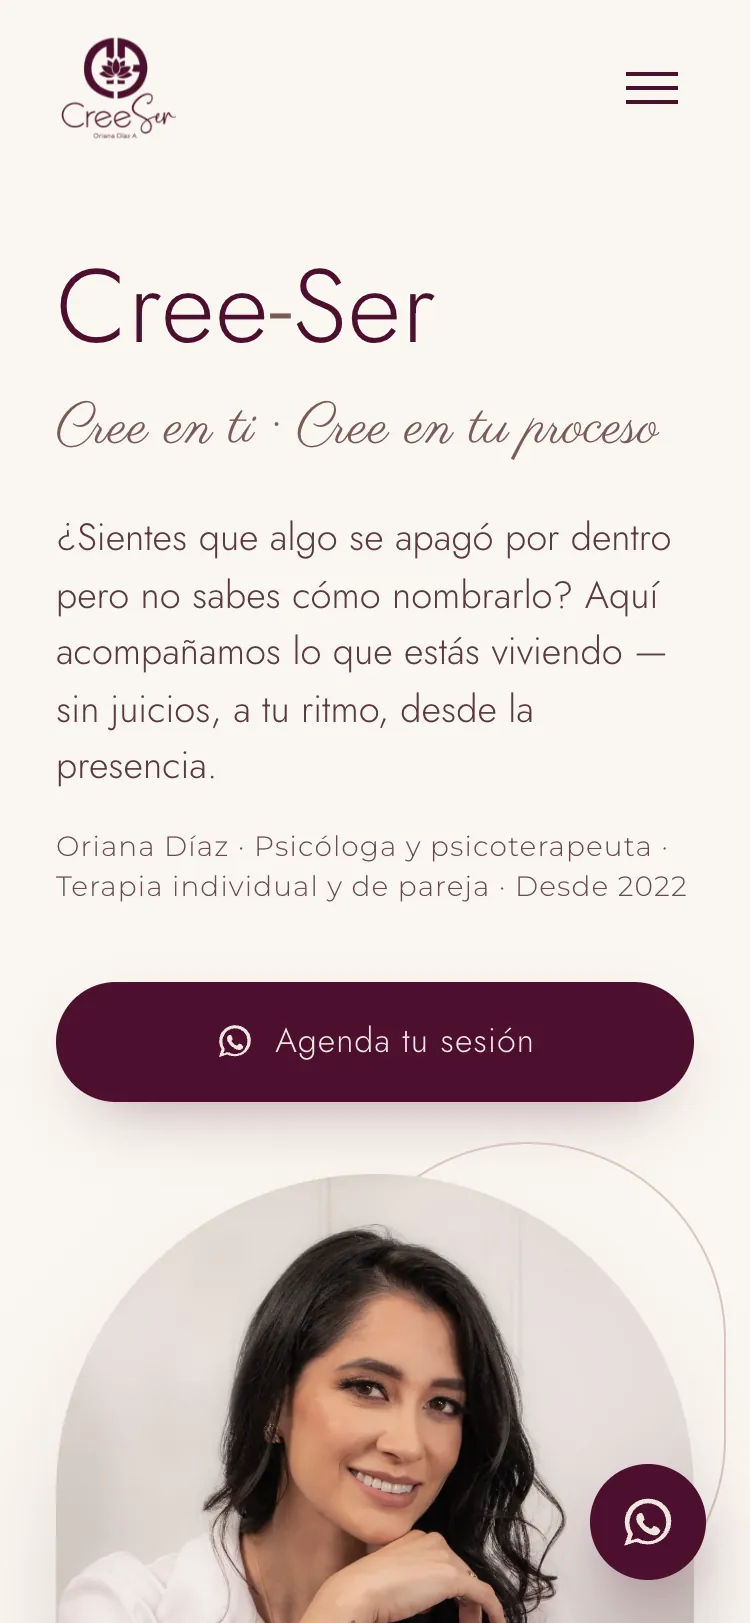 CreeSer
Oriana Díaz A.
Cree-Ser
Cree en ti · Cree en tu proceso
¿Sientes que algo se apagó por dentro
pero no sabes cómo nombrarlo? Aquí
acompañamos lo que estás viviendo —
sin juicios, a tu ritmo, desde la
presencia.
Oriana Díaz · Psicóloga y psicoterapeuta ·
Terapia individual y de pareja · Desde 2022
Agenda tu sesión